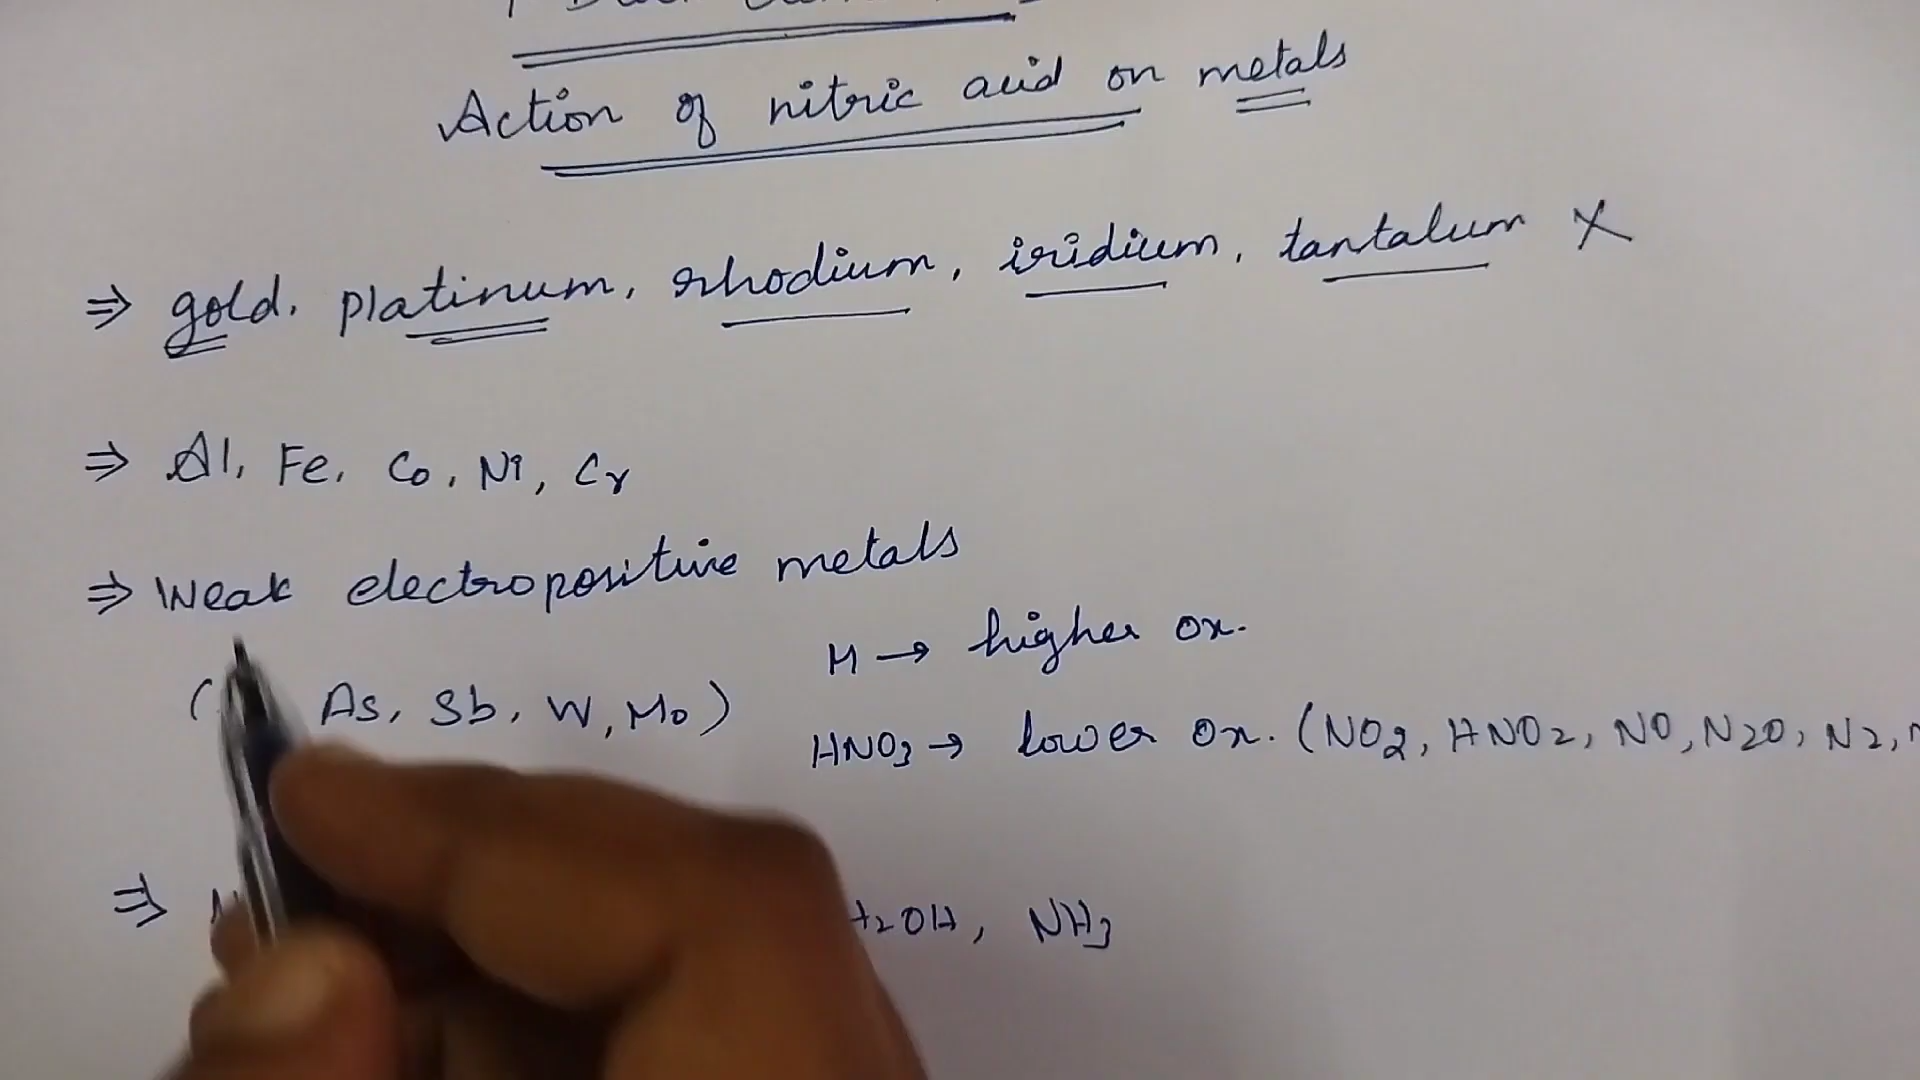 Action of nitric acid on metals
⇒ gold, platinum, rhodium, iridium, tantalum X
⇒ Al, Fe, Co, Ni, Cr
⇒ Weak electropositive metals
M → higher ox.
( As, Sb, W, Mo)
HNO3 → lower ox. (NO2, HNO2, NO, N2O, N2,
⇒ H2OH, NH3